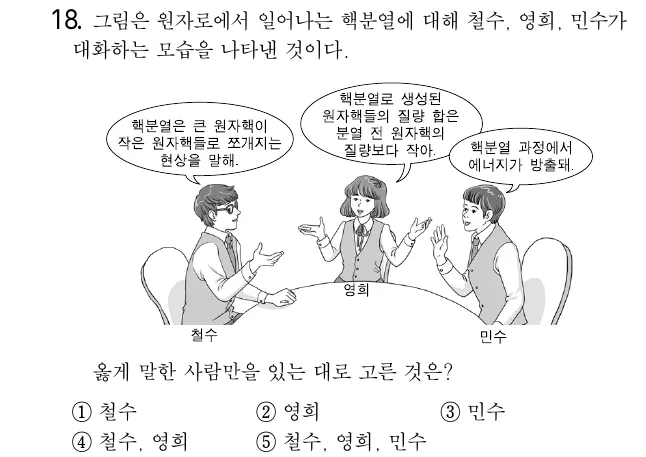 18. 그림은 원자로에서 일어나는 핵분열에 대해 철수, 영희, 민수가
대화하는 모습을 나타낸 것이다.
핵분열은 큰 원자핵이
작은 원자핵들로 쪼개지는
현상을 말해.
핵분열로 생성된
원자핵들의 질량 합은
분열 전 원자핵의
질량보다 작아.
핵분열 과정에서
에너지가 방출돼.
철수
영희
민수
옳게 말한 사람만을 있는 대로 고른 것은?
① 철수 ② 영희 ③ 민수
④ 철수, 영희 ⑤ 철수, 영희, 민수